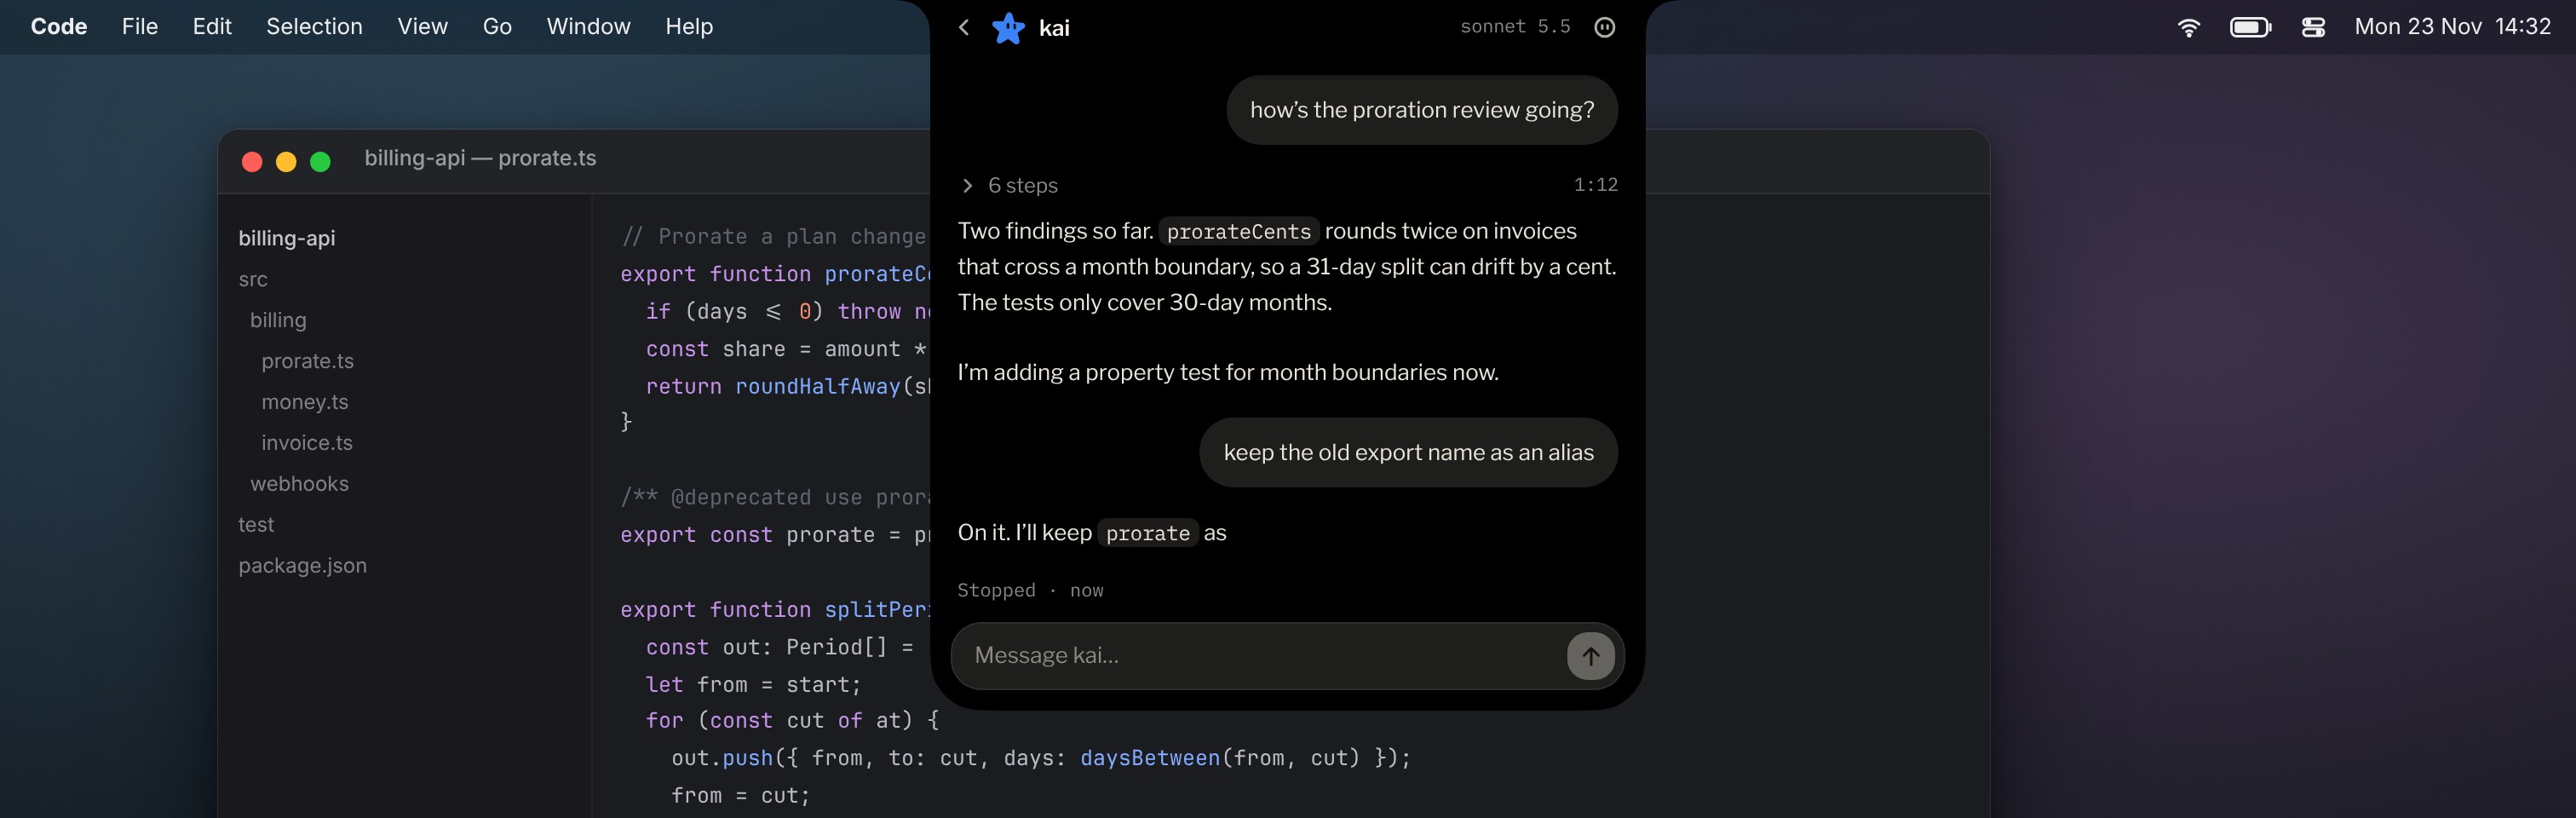 Code File Edit Selection View Go Window Help
Mon 23 Nov 14:32
kai
sonnet 5.5
how’s the proration review going?
6 steps
1:12
Two findings so far. prorateCents rounds twice on invoices
that cross a month boundary, so a 31-day split can drift by a cent.
The tests only cover 30-day months.
I’m adding a property test for month boundaries now.
keep the old export name as an alias
On it. I’ll keep prorate as
Stopped · now
Message kai…
billing-api — prorate.ts
billing-api
src
billing
prorate.ts
money.ts
invoice.ts
webhooks
test
package.json
// Prorate a plan change
export function
if (days <= 0) throw
const share = amount *
return roundHalfAway(
}
/** @deprecated use
export const prorate =
export function
const out: Period[] =
let from = start;
for (const cut of at) {
out.push({ from, to: cut, days: daysBetween(from, cut) });
from = cut;